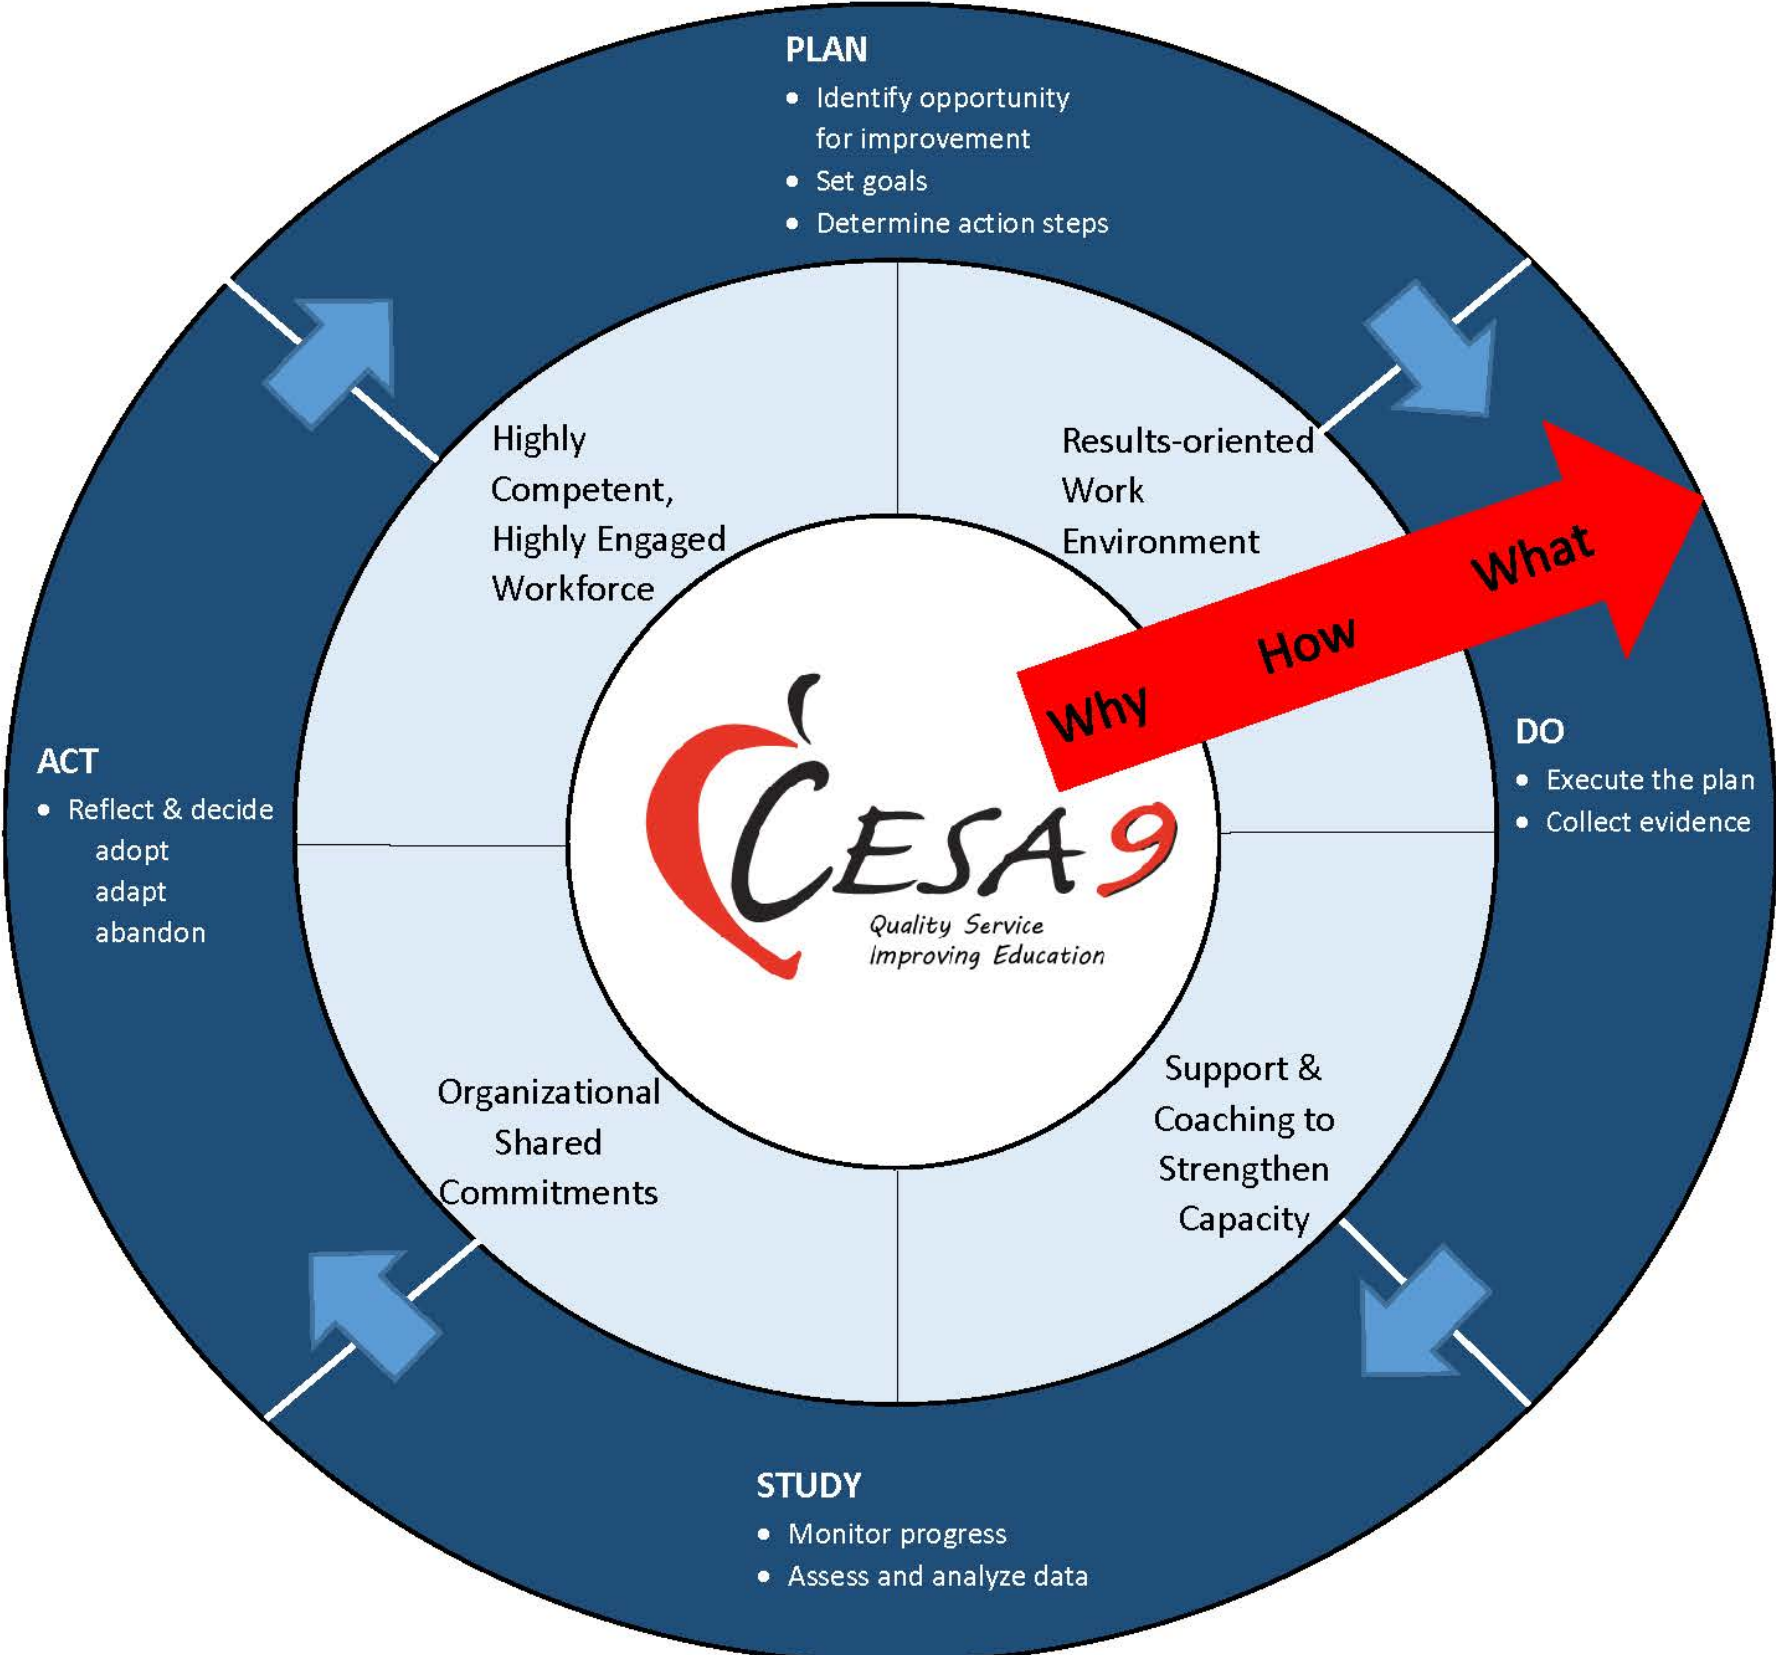 PLAN
• Identify opportunity
for improvement
• Set goals
• Determine action steps
Highly
Competent,
Highly Engaged
Workforce
Results-oriented
Work
Environment
Why How What
DO
• Execute the plan
• Collect evidence
ACT
• Reflect & decide
adopt
adapt
abandon
CESA 9
Quality Service
Improving Education
Organizational
Shared
Commitments
Support &
Coaching to
Strengthen
Capacity
STUDY
• Monitor progress
• Assess and analyze data